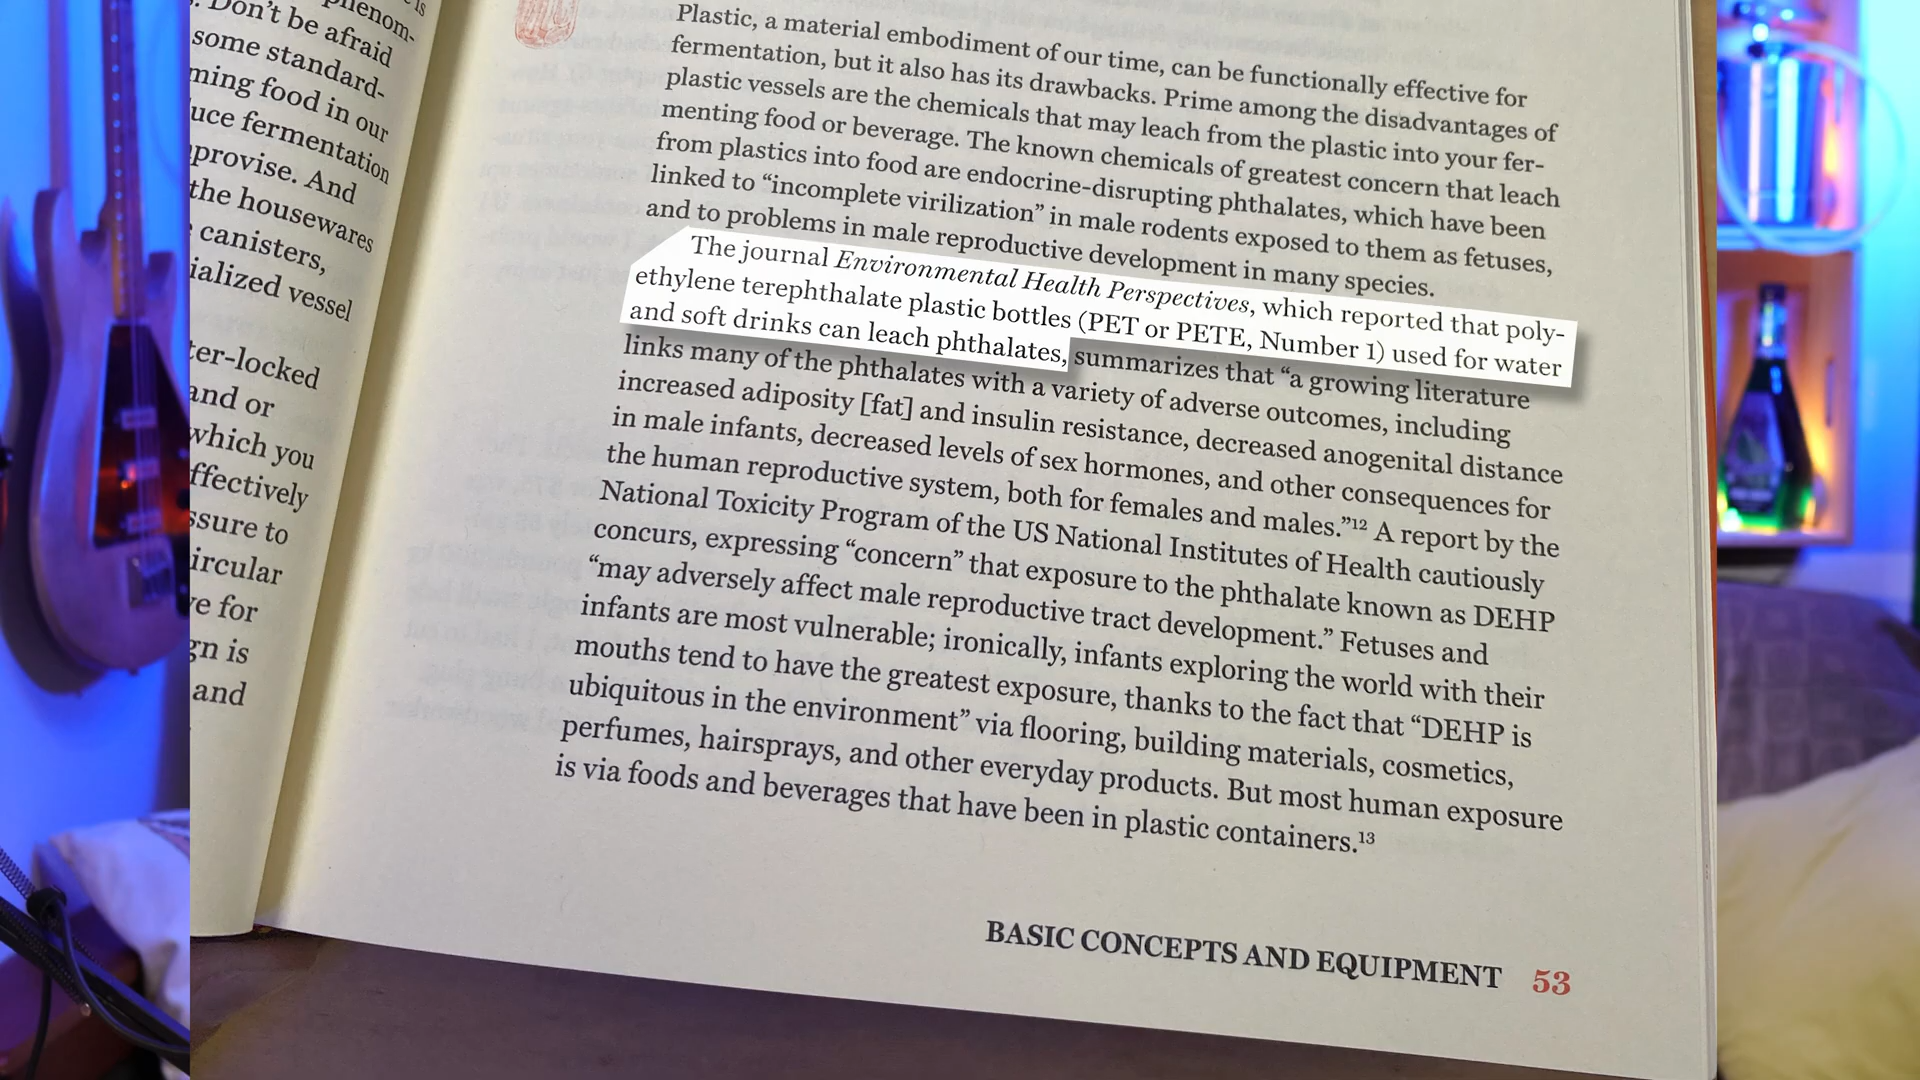 phenom-
is
. Don’t be afraid
some standard-
ming food in our
uce fermentation
provise. And
the housewares
canisters,
ialized vessel
ter-locked
and or
which you
ffectively
ssure to
ircular
ve for
gn is
and
Plastic, a material embodiment of our time, can be functionally effective for
fermentation, but it also has its drawbacks. Prime among the disadvantages of
plastic vessels are the chemicals that may leach from the plastic into your fer-
menting food or beverage. The known chemicals of greatest concern that leach
from plastics into food are endocrine-disrupting phthalates, which have been
linked to “incomplete virilization” in male rodents exposed to them as fetuses,
and to problems in male reproductive development in many species.
The journal Environmental Health Perspectives, which reported that poly-
ethylene terephthalate plastic bottles (PET or PETE, Number 1) used for water
and soft drinks can leach phthalates, summarizes that “a growing literature
links many of the phthalates with a variety of adverse outcomes, including
increased adiposity [fat] and insulin resistance, decreased anogenital distance
in male infants, decreased levels of sex hormones, and other consequences for
the human reproductive system, both for females and males.”12 A report by the
National Toxicity Program of the US National Institutes of Health cautiously
concurs, expressing “concern” that exposure to the phthalate known as DEHP
“may adversely affect male reproductive tract development.” Fetuses and
infants are most vulnerable; ironically, infants exploring the world with their
mouths tend to have the greatest exposure, thanks to the fact that “DEHP is
ubiquitous in the environment” via flooring, building materials, cosmetics,
perfumes, hairsprays, and other everyday products. But most human exposure
is via foods and beverages that have been in plastic containers.13
BASIC CONCEPTS AND EQUIPMENT 53